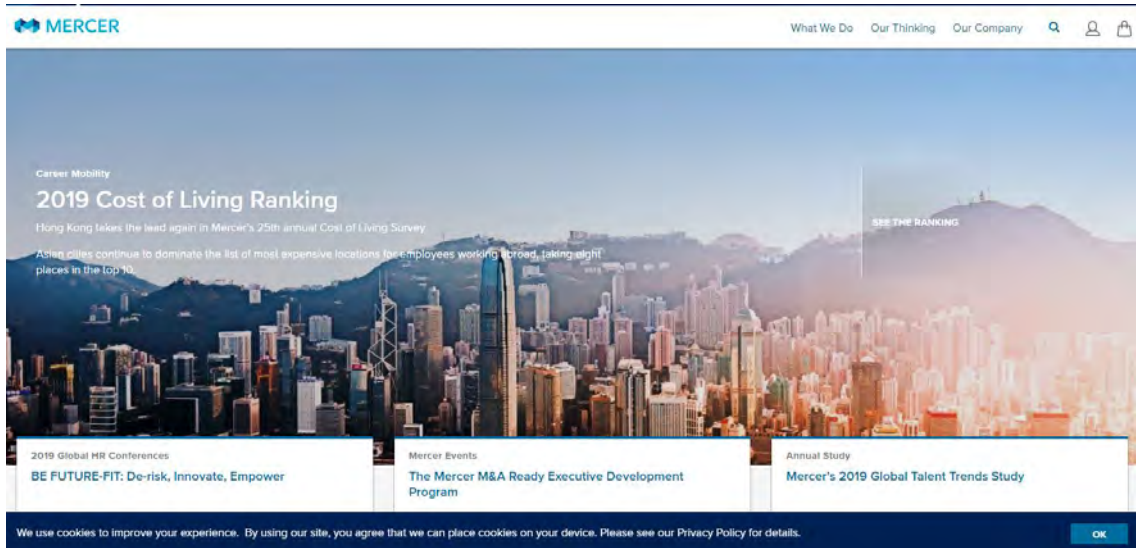 MERCER
What We Do Our Thinking Our Company
Career Mobility
2019 Cost of Living Ranking
Hong Kong takes the lead again in Mercer's 25th annual Cost of Living Survey
Asian cities continue to dominate the list of most expensive locations for employees working abroad, taking eight
places in the top 10.
SEE THE RANKING
2019 Global HR Conferences
BE FUTURE-FIT: De-risk, Innovate, Empower
Mercer Events
The Mercer M&A Ready Executive Development
Program
Annual Study
Mercer's 2019 Global Talent Trends Study
We use cookies to improve your experience. By using our site, you agree that we can place cookies on your device. Please see our Privacy Policy for details.
OK